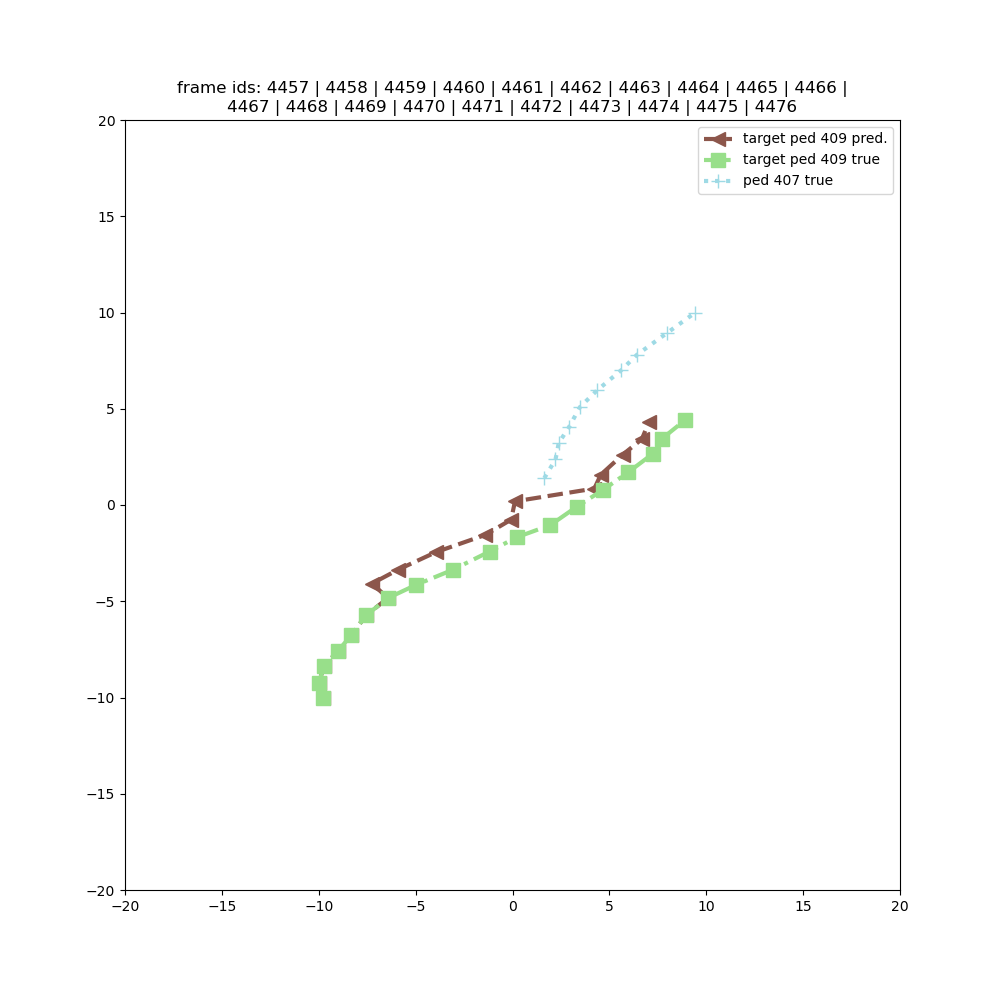 frame ids: 4457 | 4458 | 4459 | 4460 | 4461 | 4462 | 4463 | 4464 | 4465 | 4466 |
4467 | 4468 | 4469 | 4470 | 4471 | 4472 | 4473 | 4474 | 4475 | 4476
target ped 409 pred.
target ped 409 true
ped 407 true
20
15
10
5
0
−5
−10
−15
−20
−20 −15 −10 −5 0 5 10 15 20